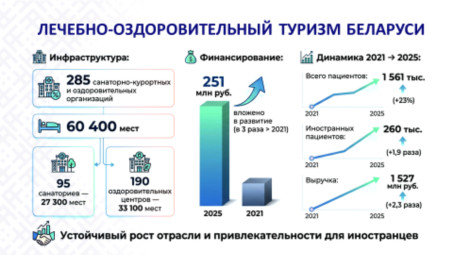 ЛЕЧЕБНО-ОЗДОРОВИТЕЛЬНЫЙ ТУРИЗМ БЕЛАРУСИ
Инфраструктура:
285 санаторно-курортных
и оздоровительных
организаций
60 400 мест
95
санаториев —
27 300 мест
190
оздоровительных
центров —
33 100 мест
Финансирование:
251
млн руб.
вложено
в развитие
(в 3 раза > 2021)
2025
2021
Динамика 2021 → 2025:
Всего пациентов:
1 561 тыс.
(+23%)
2021
2025
Иностранных
пациентов:
260 тыс.
(+1,9 раза)
2021
2025
Выручка:
1 527
млн руб.
(+2,3 раза)
2021
2025
Устойчивый рост отрасли и привлекательности для иностранцев